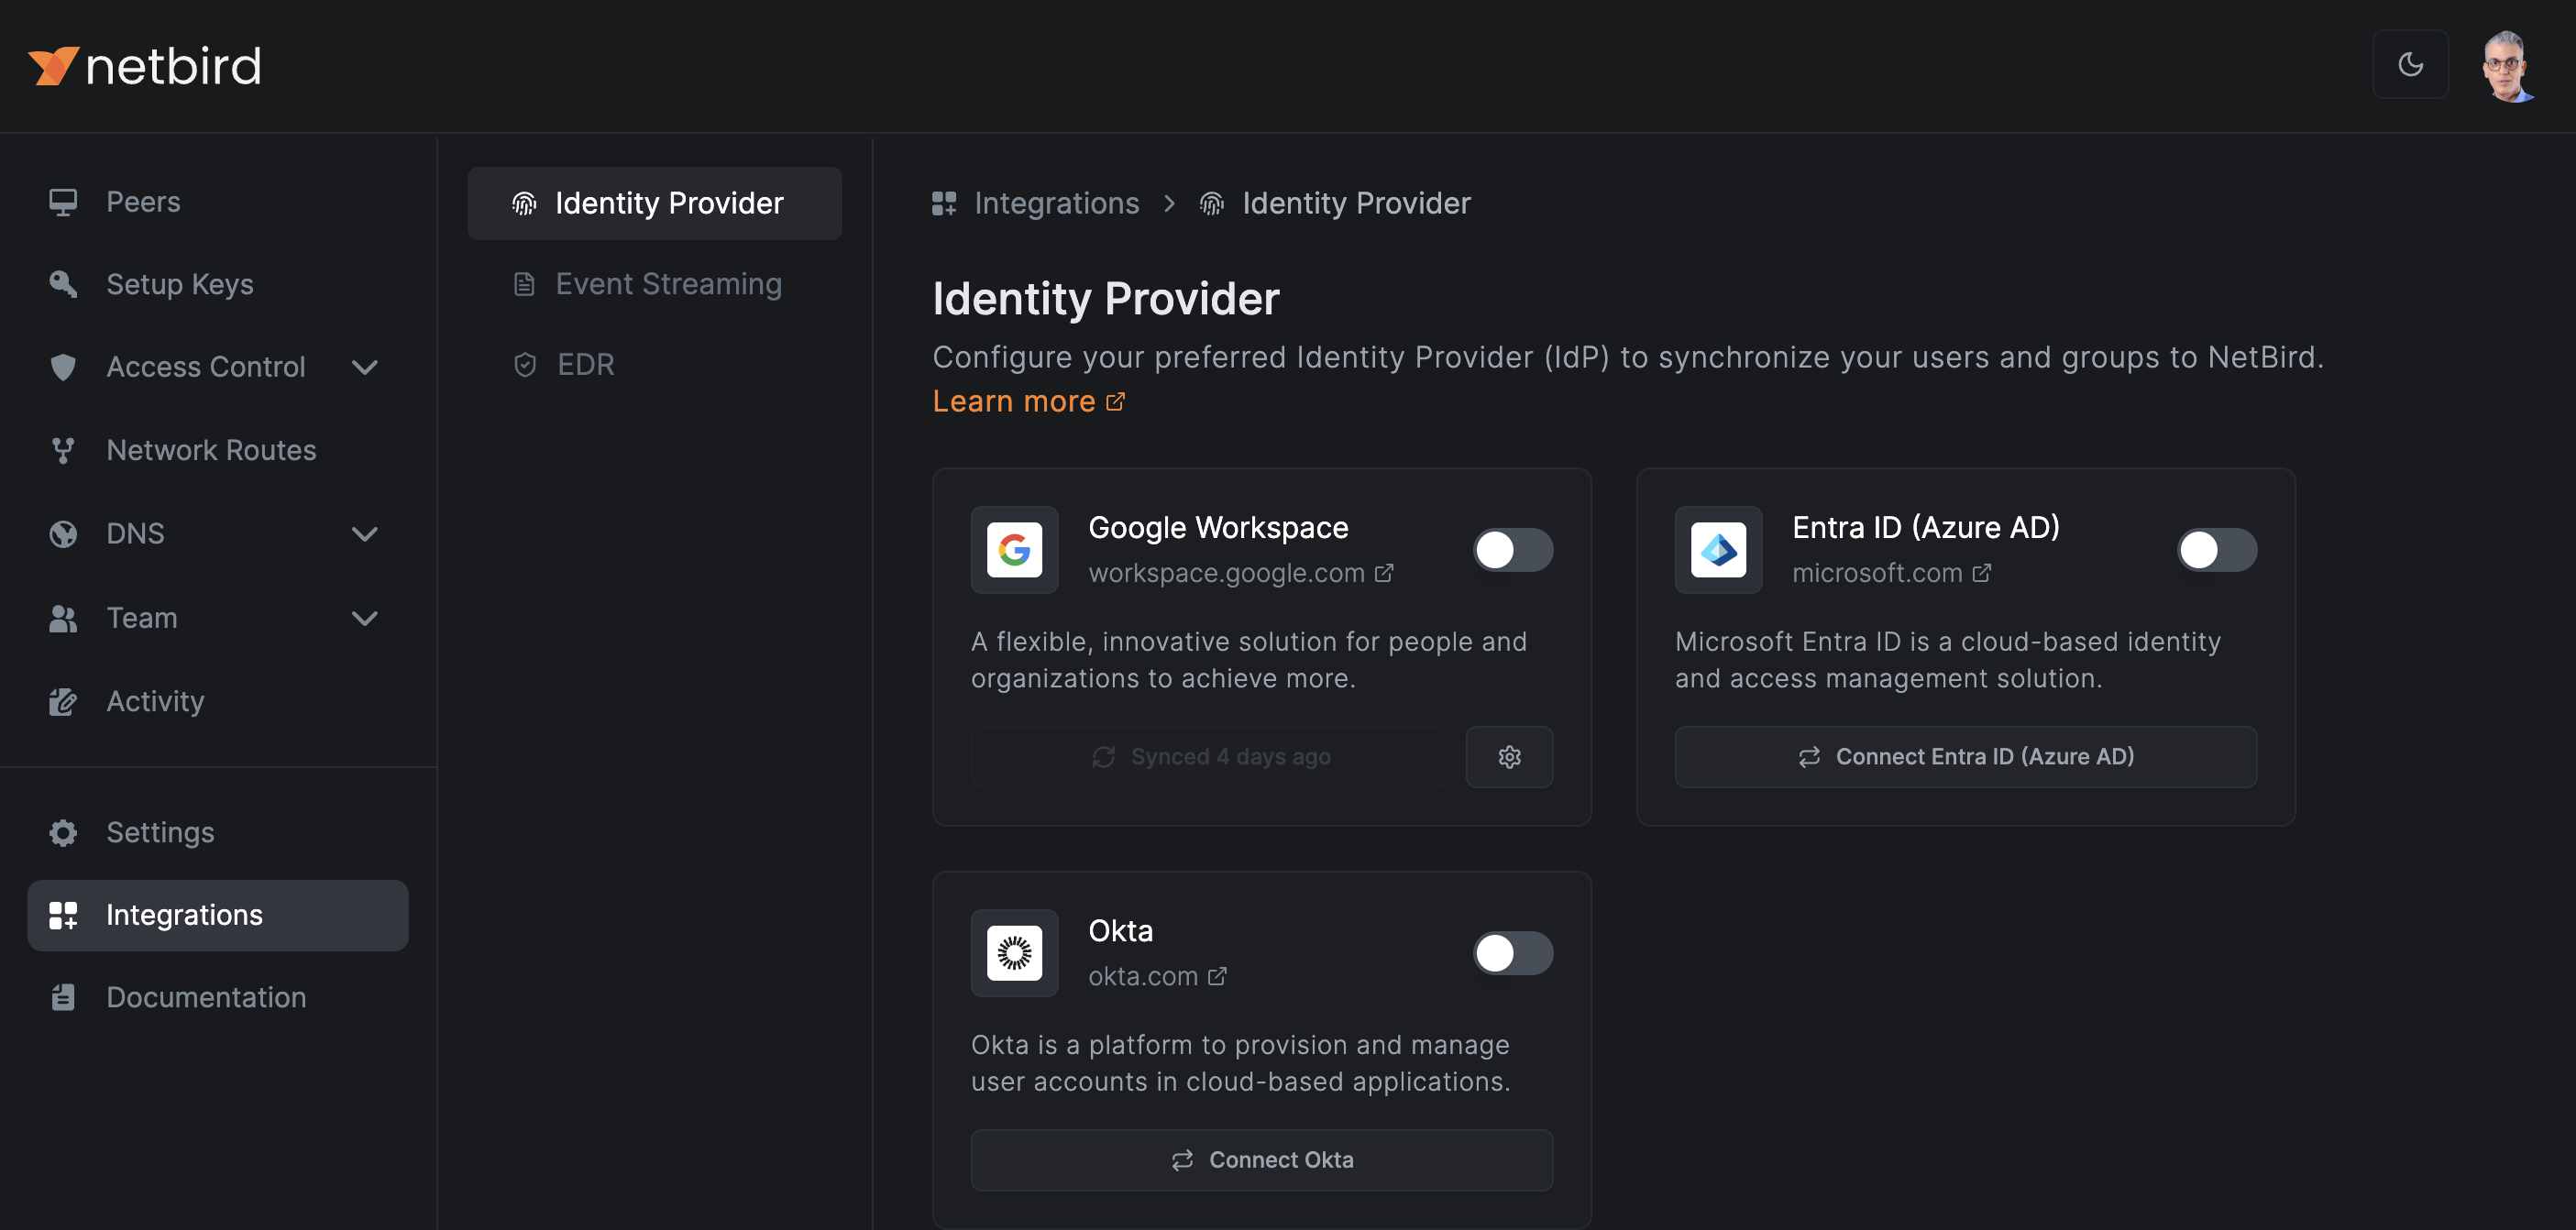 netbird
Peers
Setup Keys
Access Control
Network Routes
DNS
Team
Activity
Settings
Integrations
Documentation
Identity Provider
Event Streaming
EDR
Integrations > Identity Provider
Identity Provider
Configure your preferred Identity Provider (IdP) to synchronize your users and groups to NetBird.
Learn more
Google Workspace
workspace.google.com
A flexible, innovative solution for people and
organizations to achieve more.
Synced 4 days ago
Entra ID (Azure AD)
microsoft.com
Microsoft Entra ID is a cloud-based identity
and access management solution.
Connect Entra ID (Azure AD)
Okta
okta.com
Okta is a platform to provision and manage
user accounts in cloud-based applications.
Connect Okta